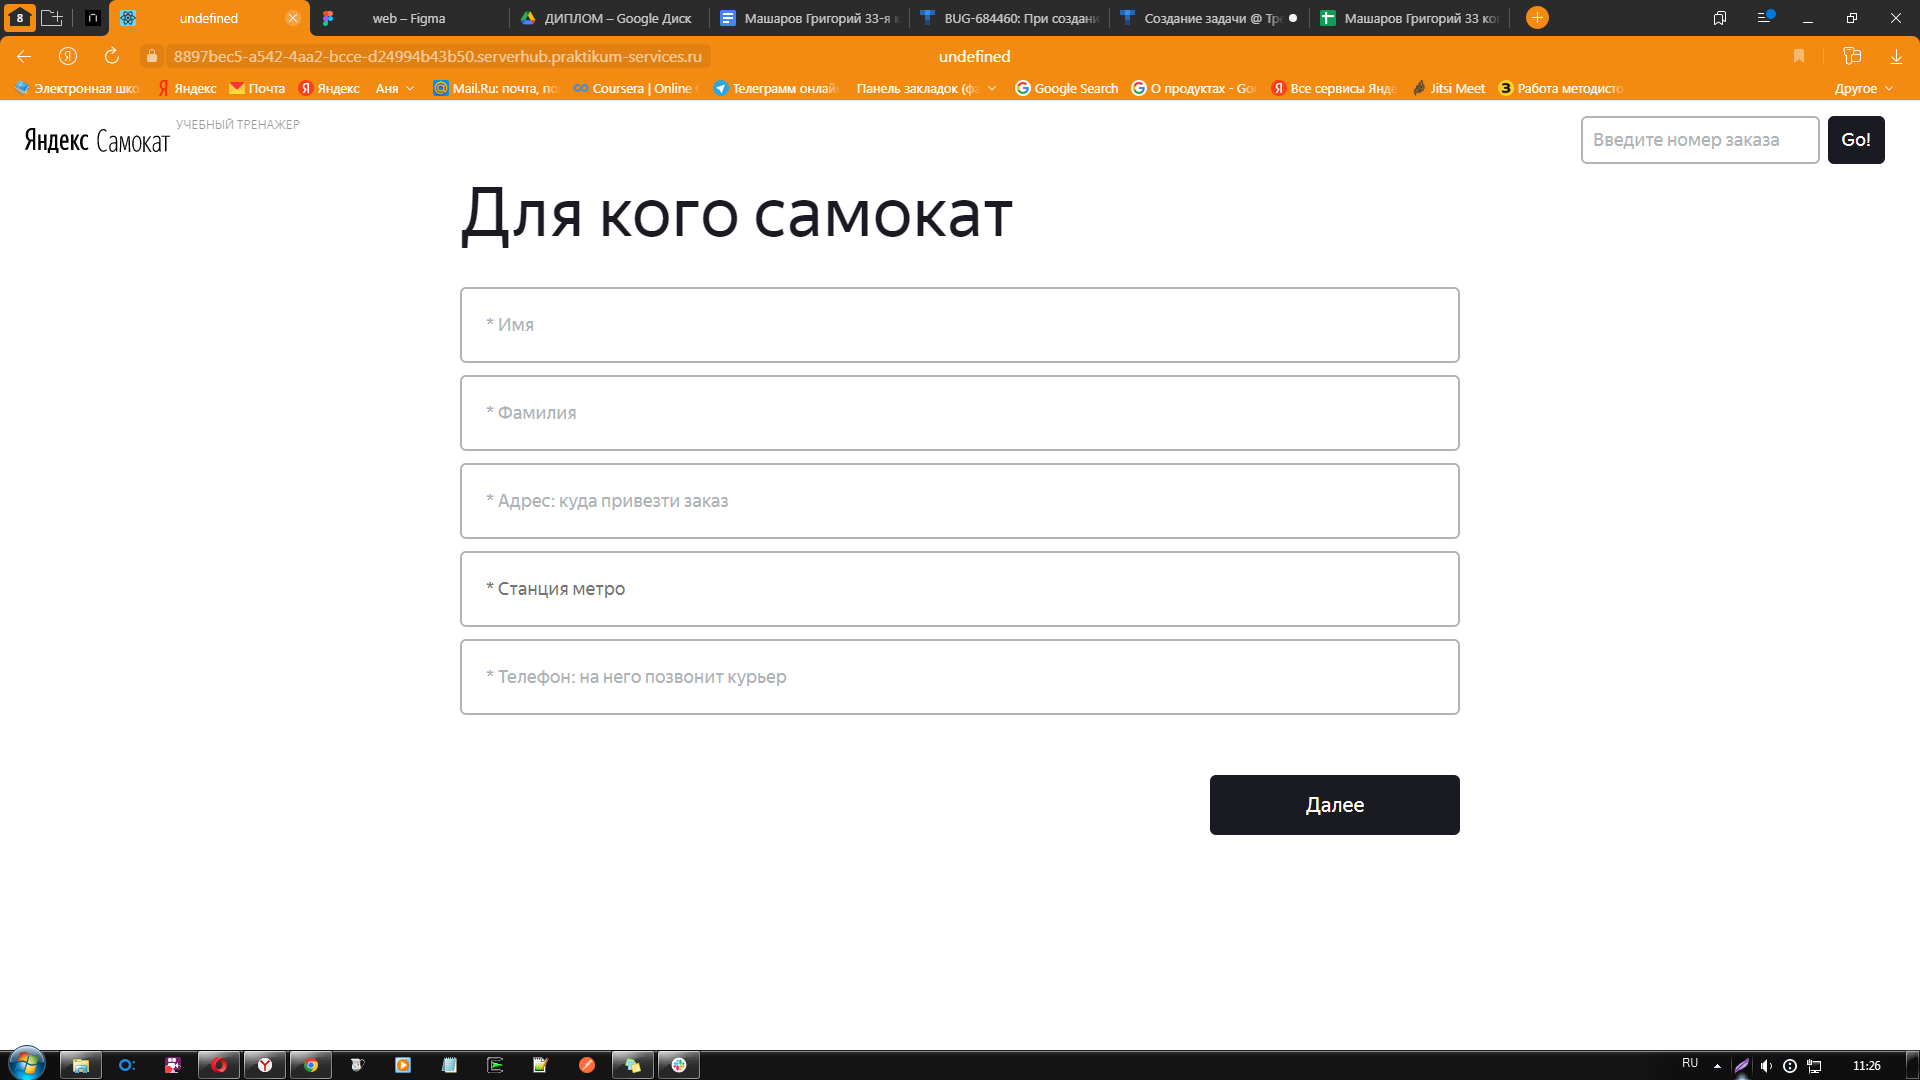 8
undefined
web – Figma
ДИПЛОМ – Google Диск
Машаров Григорий 33-я к
BUG-684460: При создани
Создание задачи @ Тре
Машаров Григорий 33 ко
8897bec5-a542-4aa2-bcce-d24994b43b50.serverhub.praktikum-services.ru
undefined
Электронная шко
Яндекс
Почта
Яндекс
Аня
Mail.Ru: почта, по
Coursera | Online
Телеграмм онлай
Панель закладок (фа
Google Search
О продуктах - Goo
Все сервисы Янде
Jitsi Meet
Работа методисто
Другое
Яндекс Самокат
УЧЕБНЫЙ ТРЕНАЖЕР
Введите номер заказа
Go!
Для кого самокат
* Имя
* Фамилия
* Адрес: куда привезти заказ
* Станция метро
* Телефон: на него позвонит курьер
Далее
RU
11:26